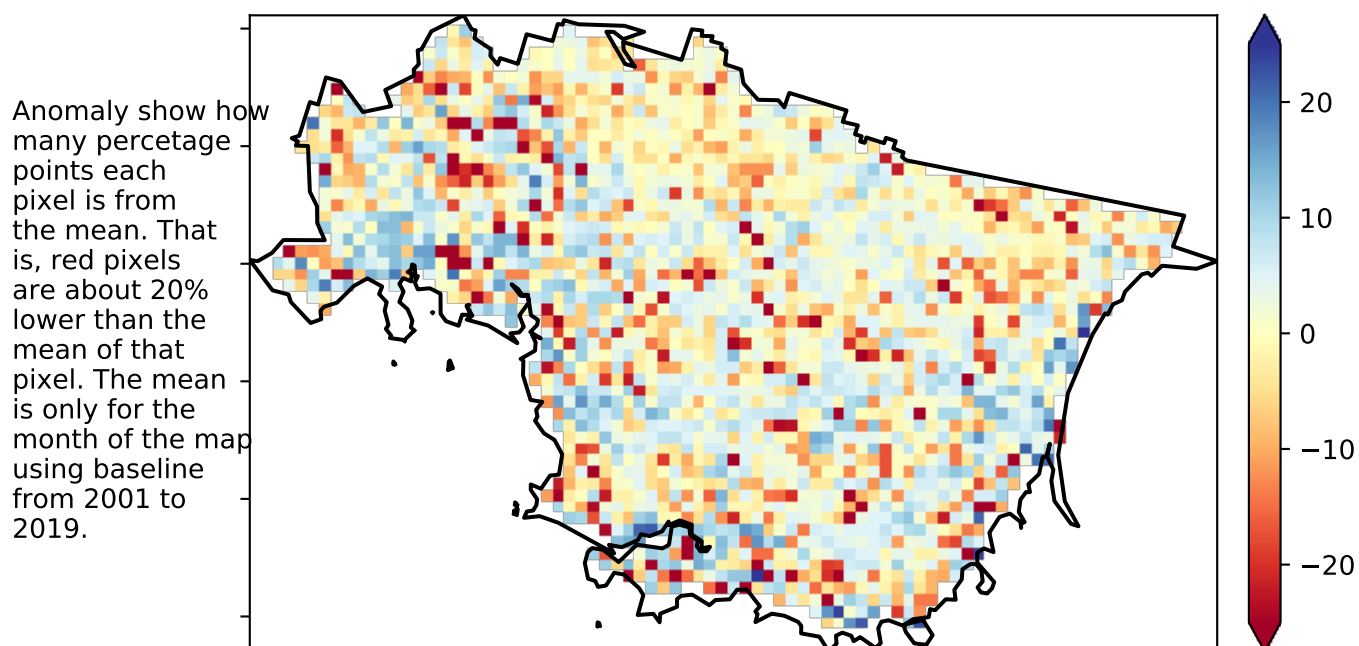 Anomaly show how
many percetage
points each
pixel is from
the mean. That
is, red pixels
are about 20%
lower than the
mean of that
pixel. The mean
is only for the
month of the map
using baseline
from 2001 to
2019.
20
10
0
−10
−20